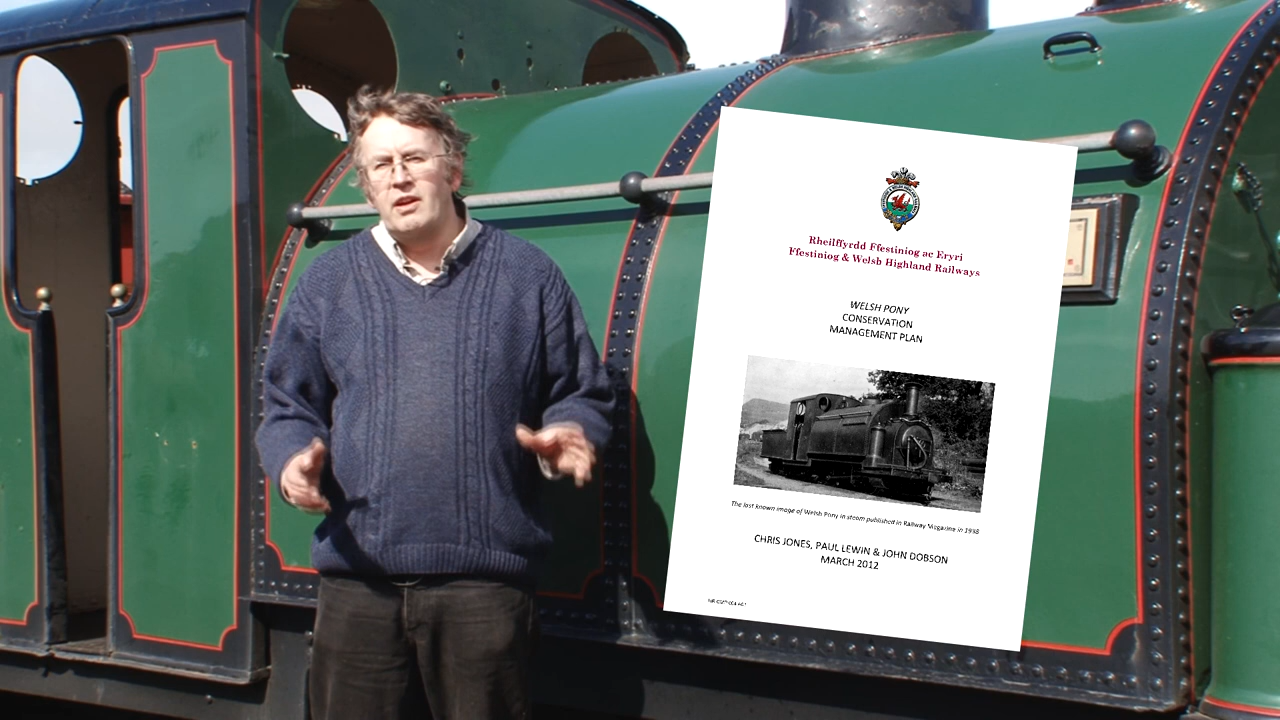 Rheilffyrdd Ffestiniog ac Eryri
Ffestiniog & Welsh Highland Railways
WELSH PONY
CONSERVATION
MANAGEMENT PLAN
The last known image of Welsh Pony in steam published in Railway Magazine in 1938
CHRIS JONES, PAUL LEWIN & JOHN DOBSON
MARCH 2012